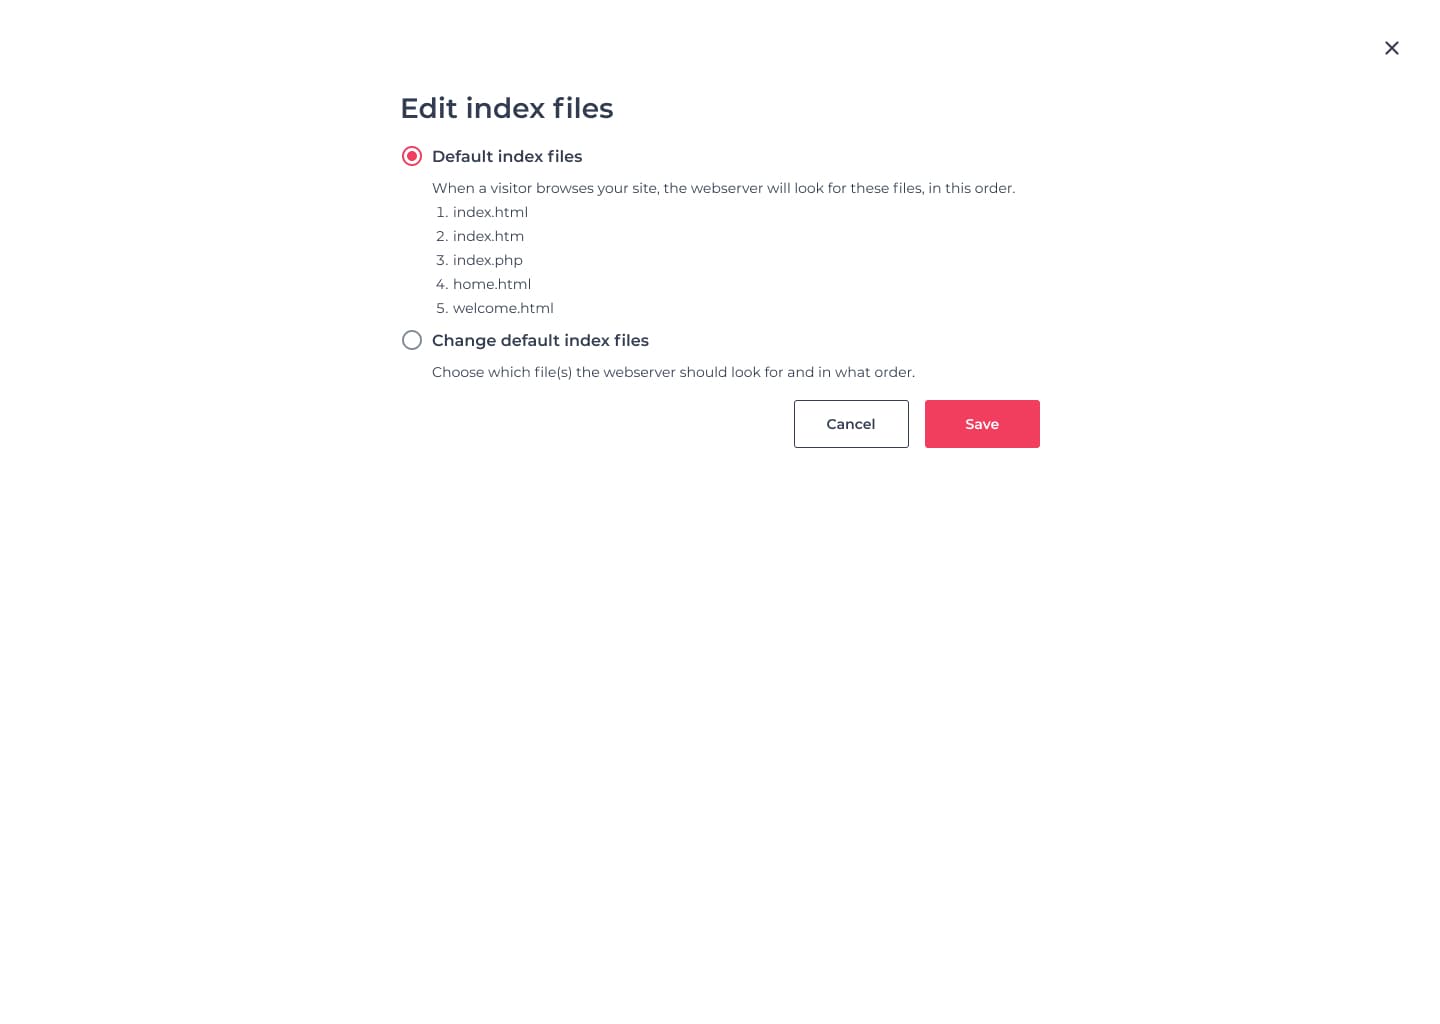 Edit index files
Default index files
When a visitor browses your site, the webserver will look for these files, in this order.
1. index.html
2. index.htm
3. index.php
4. home.html
5. welcome.html
Change default index files
Choose which file(s) the webserver should look for and in what order.
Cancel Save